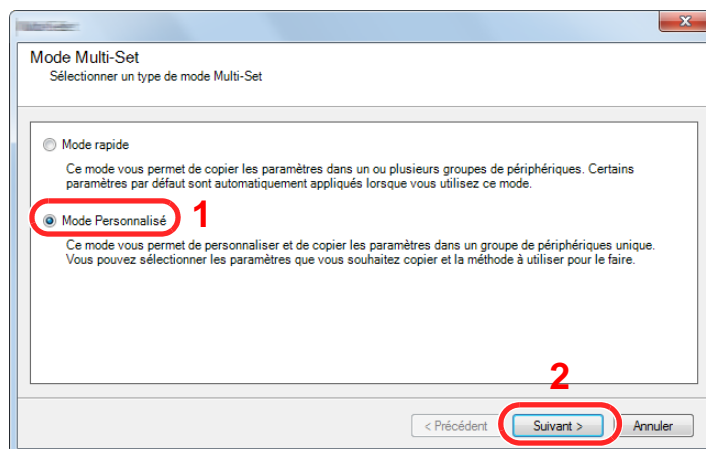 Mode Multi-Set
Sélectionner un type de mode Multi-Set
Mode rapide
Ce mode vous permet de copier les paramètres dans un ou plusieurs groupes de périphériques. Certains
paramètres par défaut sont automatiquement appliqués lorsque vous utilisez ce mode.
Mode Personnalisé 1
Ce mode vous permet de personnaliser et de copier les paramètres dans un groupe de périphériques unique.
Vous pouvez sélectionner les paramètres que vous souhaitez copier et la méthode à utiliser pour le faire.
2
< Précédent Suivant > Annuler